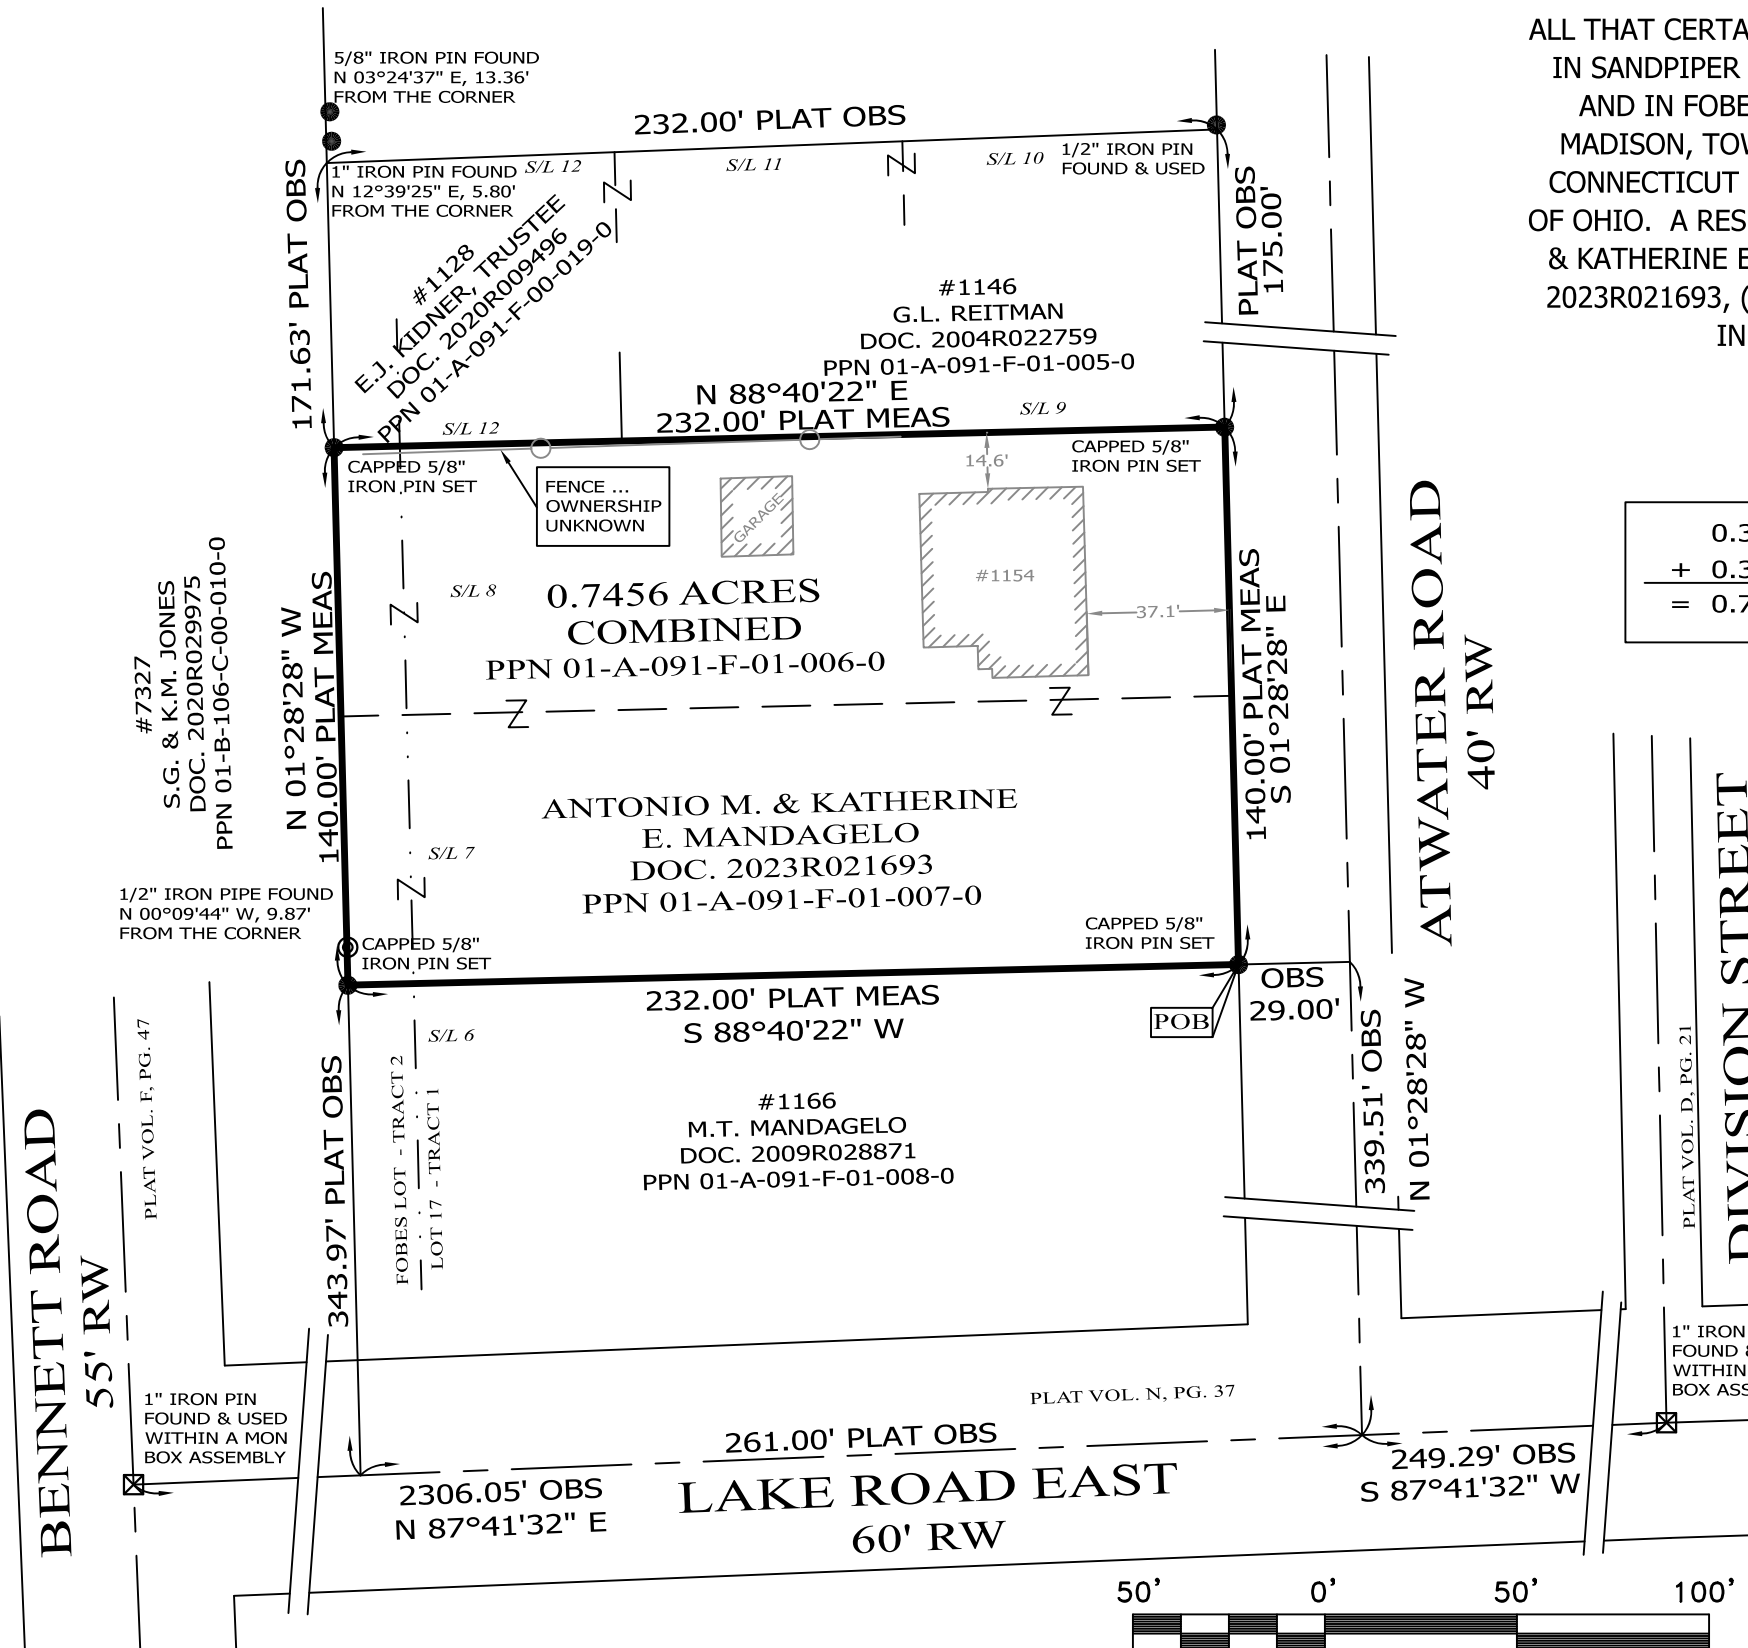 ALL THAT CERTA
IN SANDPIPER
AND IN FOBE
MADISON, TOW
CONNECTICUT
OF OHIO. A RES
& KATHERINE E
2023R021693, (
IN
5/8" IRON PIN FOUND
N 03°24'37" E, 13.36'
FROM THE CORNER
232.00' PLAT OBS
1" IRON PIN FOUND
N 12°39'25" E, 5.80'
FROM THE CORNER
S/L 12
S/L 11
S/L 10
1/2" IRON PIN
FOUND & USED
171.63' PLAT OBS
PLAT OBS
175.00'
#1128
E.J. KIDNER, TRUSTEE
DOC. 2020R009496
PPN 01-A-091-F-00-019-0
#1146
G.L. REITMAN
DOC. 2004R022759
PPN 01-A-091-F-01-005-0
N 88°40'22" E
232.00' PLAT MEAS
S/L 12
S/L 9
CAPPED 5/8"
IRON PIN SET
FENCE ...
OWNERSHIP
UNKNOWN
GARAGE
14.6'
CAPPED 5/8"
IRON PIN SET
#1154
37.1'
S/L 8
0.7456 ACRES
COMBINED
PPN 01-A-091-F-01-006-0
#7327
S.G. & K.M. JONES
DOC. 2020R029975
PPN 01-B-106-C-00-010-0
N 01°28'28" W
140.00' PLAT MEAS
140.00' PLAT MEAS
S 01°28'28" E
ATWATER ROAD
40' RW
0.3
+ 0.3
= 0.7
ANTONIO M. & KATHERINE
E. MANDAGELO
DOC. 2023R021693
PPN 01-A-091-F-01-007-0
S/L 7
1/2" IRON PIPE FOUND
N 00°09'44" W, 9.87'
FROM THE CORNER
CAPPED 5/8"
IRON PIN SET
CAPPED 5/8"
IRON PIN SET
232.00' PLAT MEAS
S 88°40'22" W
POB
OBS
29.00'
S/L 6
339.51' OBS
N 01°28'28" W
343.97' PLAT OBS
FOBES LOT - TRACT 2
LOT 17 - TRACT 1
#1166
M.T. MANDAGELO
DOC. 2009R028871
PPN 01-A-091-F-01-008-0
PLAT VOL. F, PG. 47
BENNETT ROAD
55' RW
PLAT VOL. D, PG. 21
DIVISION STREET
1" IRON PIN
FOUND & USED
WITHIN A MON
BOX ASSEMBLY
1" IRON
FOUND &
WITHIN
BOX ASS
PLAT VOL. N, PG. 37
261.00' PLAT OBS
2306.05' OBS
N 87°41'32" E
249.29' OBS
S 87°41'32" W
LAKE ROAD EAST
60' RW
50' 0' 50' 100'